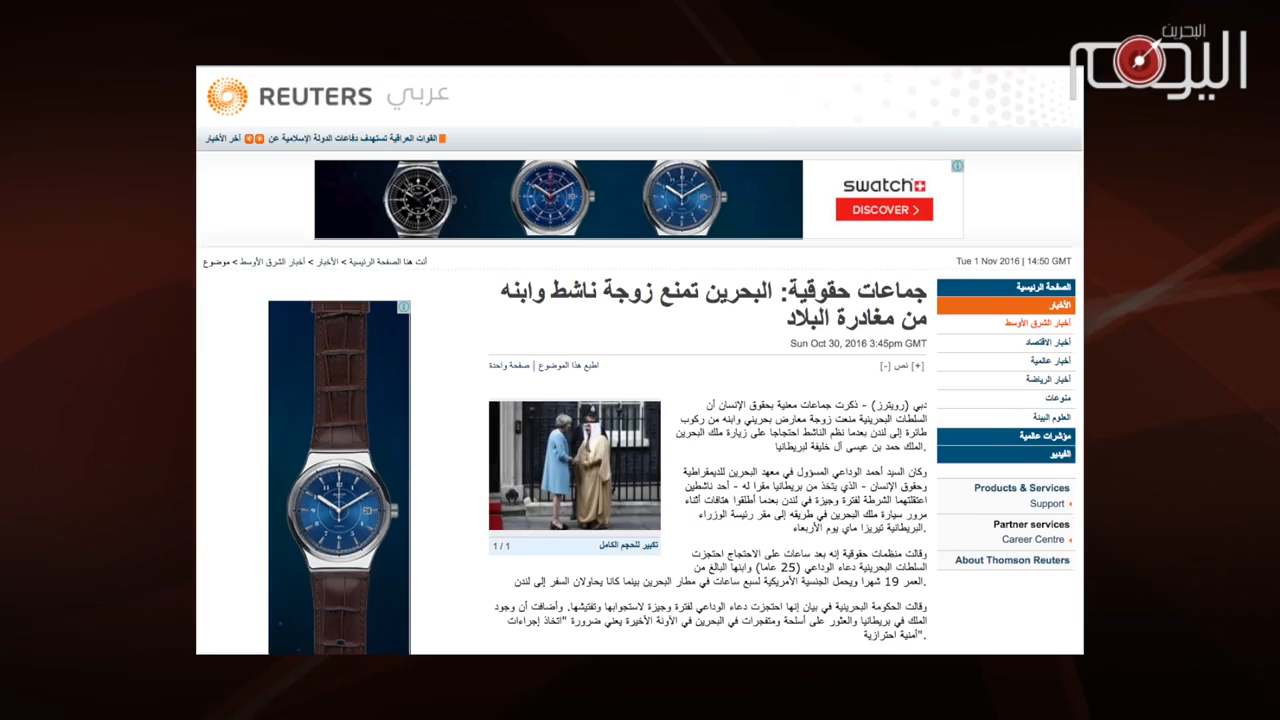 البحرين
اليوم
REUTERS عربي
آخر الأخبار القوات العراقية تستهدف دفاعات الدولة الإسلامية عن
swatch
DISCOVER >
أنت هنا الصفحة الرئيسية > الأخبار > أخبار الشرق الأوسط > موضوع
Tue 1 Nov 2016 | 14:50 GMT
جماعات حقوقية: البحرين تمنع زوجة ناشط وابنه
من مغادرة البلاد
Sun Oct 30, 2016 3:45pm GMT
اطبع هذا الموضوع | صفحة واحدة
[-] نص [+]
دبي (رويترز) - ذكرت جماعات معنية بحقوق الإنسان أن
السلطات البحرينية منعت زوجة معارض بحريني وابنه من ركوب
طائرة إلى لندن بعدما نظم الناشط احتجاجا على زيارة ملك البحرين
الملك حمد بن عيسى آل خليفة لبريطانيا.
وكان السيد أحمد الوداعي المسؤول في معهد البحرين للديمقراطية
وحقوق الإنسان - الذي يتخذ من بريطانيا مقرا له - أحد ناشطين
اعتقلتهما الشرطة لفترة وجيزة في لندن بعدما أطلقوا هتافات أثناء
مرور سيارة ملك البحرين في طريقه إلى مقر رئيسة الوزراء
البريطانية تيريزا ماي يوم الأربعاء.
تكبير للحجم الكامل
1 / 1
وقالت منظمات حقوقية إنه بعد ساعات على الاحتجاج احتجزت
السلطات البحرينية دعاء الوداعي (25 عاما) وابنها البالغ من
العمر 19 شهرا ويحمل الجنسية الأمريكية لسبع ساعات في مطار البحرين بينما كانا يحاولان السفر إلى لندن.
وقالت الحكومة البحرينية في بيان إنها احتجزت دعاء الوداعي لفترة وجيزة لاستجوابها وتفتيشها. وأضافت أن وجود
الملك في بريطانيا والعثور على أسلحة ومتفجرات في البحرين في الآونة الأخيرة يعني ضرورة "اتخاذ إجراءات
أمنية احترازية".
الصفحة الرئيسية
الأخبار
أخبار الشرق الأوسط
أخبار الاقتصاد
أخبار عالمية
أخبار الرياضة
منوعات
العلوم البيئة
مؤشرات عالمية
الفيديو
Products & Services
Support
Partner services
Career Centre
About Thomson Reuters